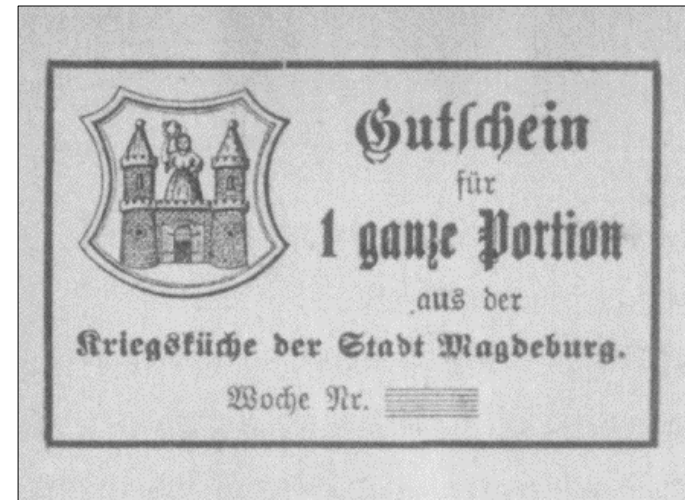 Gutschein
für
1 ganze Portion
aus der
Kriegsküche der Stadt Magdeburg.
Woche Nr.